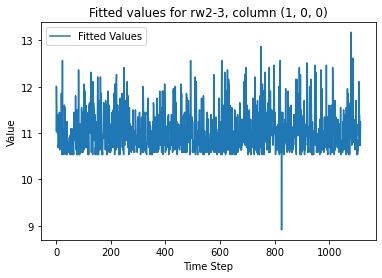 Fitted values for rw2-3, column (1, 0, 0)
Fitted Values
Value
13
12
11
10
9
0 200 400 600 800 1000
Time Step